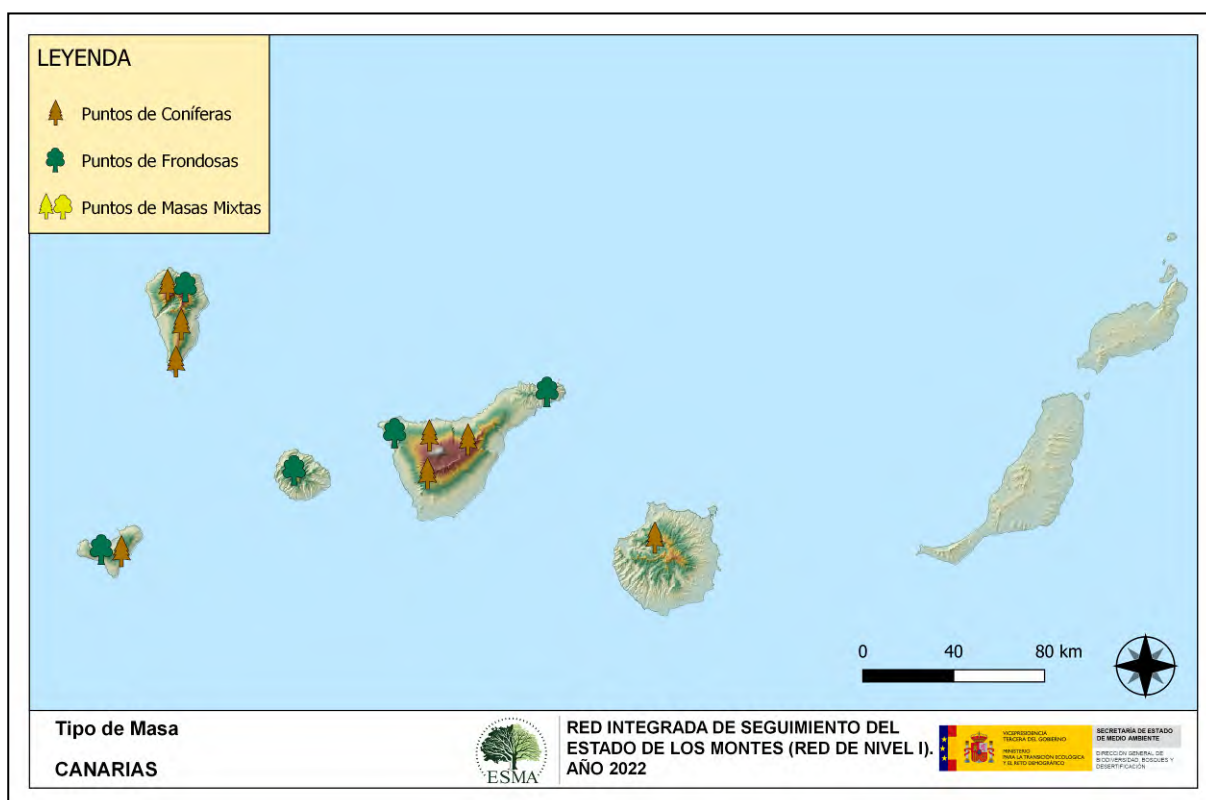 LEYENDA
Puntos de Coníferas
Puntos de Frondosas
Puntos de Masas Mixtas
0 40 80 km
Tipo de Masa
CANARIAS
ESMA
RED INTEGRADA DE SEGUIMIENTO DEL
ESTADO DE LOS MONTES (RED DE NIVEL I).
AÑO 2022
VICEPRESIDENCIA
TERCERA DEL GOBIERNO
MINISTERIO
PARA LA TRANSICIÓN ECOLÓGICA
Y EL RETO DEMOGRÁFICO
SECRETARÍA DE ESTADO
DE MEDIO AMBIENTE
DIRECCIÓN GENERAL DE
BIODIVERSIDAD, BOSQUES Y
DESERTIFICACIÓN